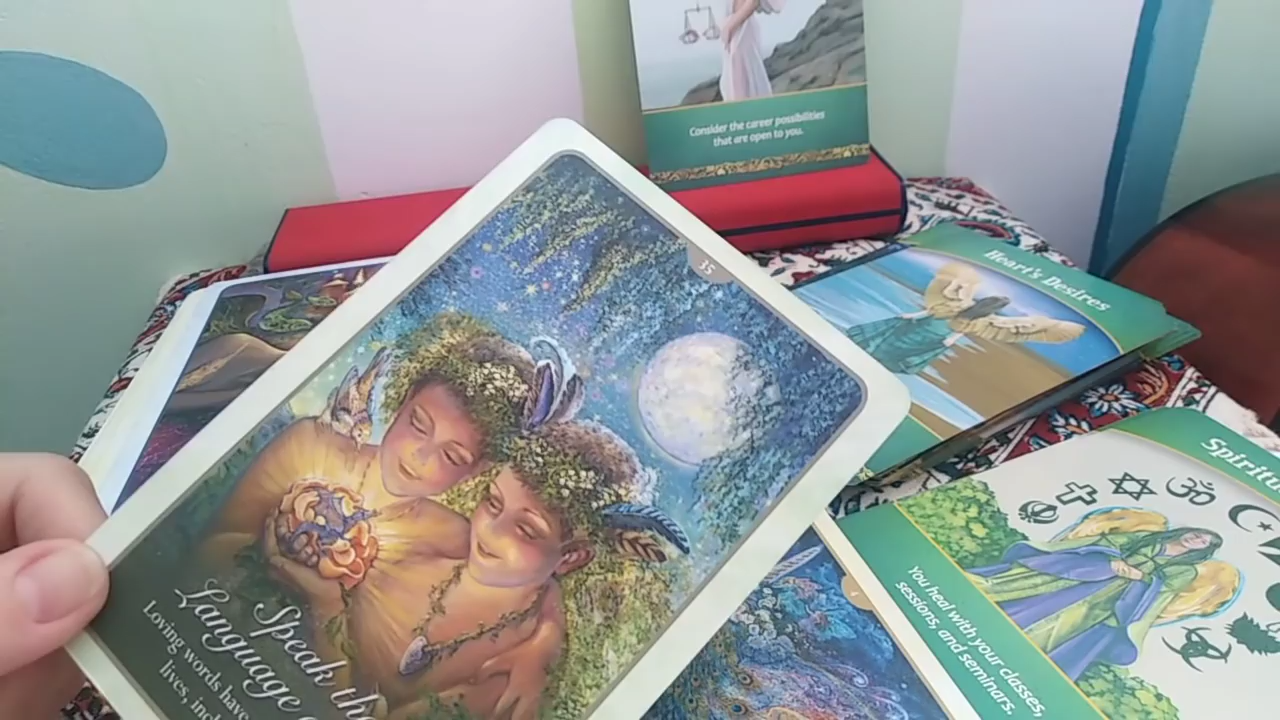 Consider the career possibilities
that are open to you.
35
Heart's Desires
You heal with your classes,
sessions, and seminars.
Speak
Language
Loving words have
lives,